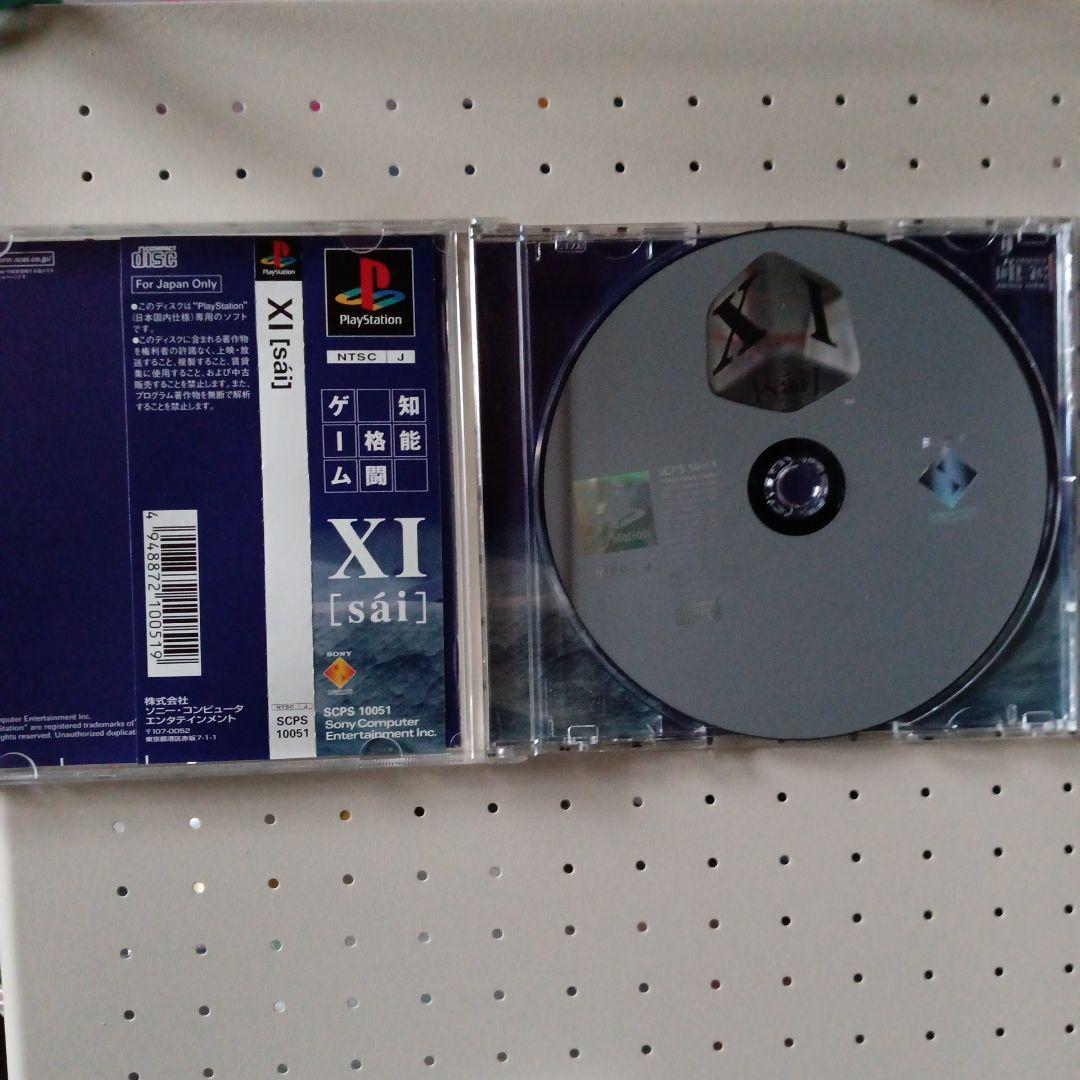 www.scei.co.jp/
COMPACT
disc
For Japan Only
●このディスクは"PlayStation"
(日本国内仕様)専用のソフト
です。
●このディスクに含まれる著作物
を権利者の許諾なく、上映・放
送すること、複製すること、賃貸
業に使用すること、および中古
販売することを禁止します。また、
プログラム著作物を無断で解析
することを禁止します。
4948872100519
株式会社
ソニー・コンピュータ
エンタテインメント
〒107-0052
東京都港区赤坂7-1-1
Computer Entertainment Inc.
Station" are registered trademarks of
rights reserved. Unauthorized duplicat
PlayStation
XI [sái]
NTSC J
SCPS
10051
PlayStation
NTSC J
知能
格闘
ゲーム
XI
[sái]
SONY
SCPS 10051
Sony Computer
Entertainment Inc.
XI
[sái]
SCPS 10051
PlayStation
NTSC J